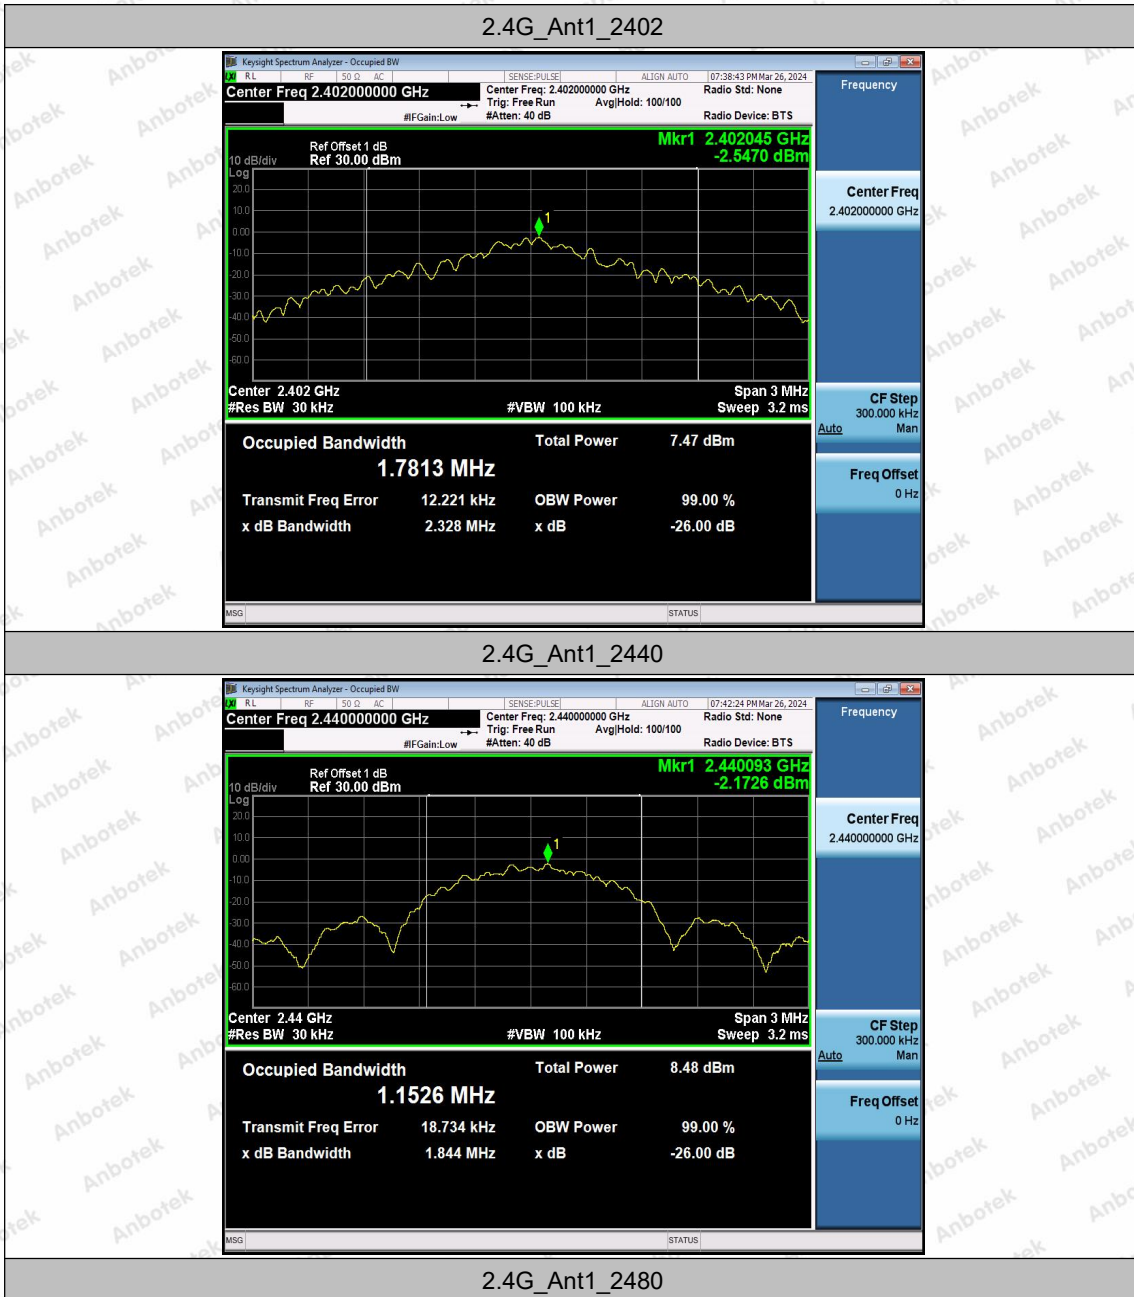 2.4G_Ant1_2402
Keysight Spectrum Analyzer - Occupied BW
LXI RL RF 50 Ω AC SENSE:PULSE ALIGN AUTO 07:38:43 PM Mar 26, 2024
Center Freq 2.402000000 GHz
Center Freq: 2.402000000 GHz Radio Std: None
Trig: Free Run Avg|Hold: 100/100
#IFGain:Low #Atten: 40 dB Radio Device: BTS
Frequency
Mkr1 2.402045 GHz
-2.5470 dBm
Ref Offset 1 dB
10 dB/div Ref 30.00 dBm
Log
20.0
10.0
0.00
-10.0
-20.0
-30.0
-40.0
-50.0
-60.0
1
Center 2.402 GHz Span 3 MHz
#Res BW 30 kHz #VBW 100 kHz Sweep 3.2 ms
Center Freq
2.402000000 GHz
CF Step
300.000 kHz
Auto Man
Freq Offset
0 Hz
Occupied Bandwidth Total Power 7.47 dBm
1.7813 MHz
Transmit Freq Error 12.221 kHz OBW Power 99.00 %
x dB Bandwidth 2.328 MHz x dB -26.00 dB
MSG STATUS
2.4G_Ant1_2440
Keysight Spectrum Analyzer - Occupied BW
LXI RL RF 50 Ω AC SENSE:PULSE ALIGN AUTO 07:42:24 PM Mar 26, 2024
Center Freq 2.440000000 GHz
Center Freq: 2.440000000 GHz Radio Std: None
Trig: Free Run Avg|Hold: 100/100
#IFGain:Low #Atten: 40 dB Radio Device: BTS
Frequency
Mkr1 2.440093 GHz
-2.1726 dBm
Ref Offset 1 dB
10 dB/div Ref 30.00 dBm
Log
20.0
10.0
0.00
-10.0
-20.0
-30.0
-40.0
-50.0
-60.0
1
Center 2.44 GHz Span 3 MHz
#Res BW 30 kHz #VBW 100 kHz Sweep 3.2 ms
Center Freq
2.440000000 GHz
CF Step
300.000 kHz
Auto Man
Freq Offset
0 Hz
Occupied Bandwidth Total Power 8.48 dBm
1.1526 MHz
Transmit Freq Error 18.734 kHz OBW Power 99.00 %
x dB Bandwidth 1.844 MHz x dB -26.00 dB
MSG STATUS
2.4G_Ant1_2480
Anbotek